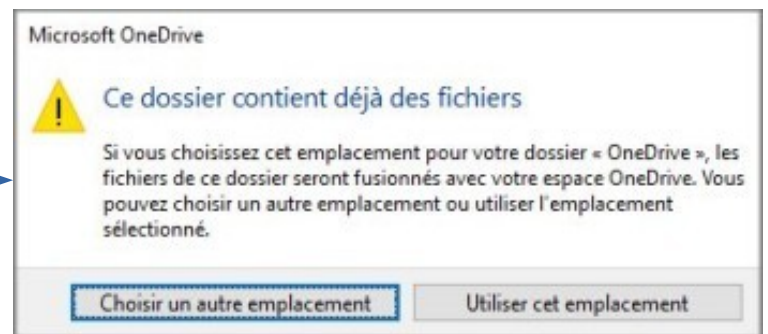 Microsoft OneDrive
Ce dossier contient déjà des fichiers
Si vous choisissez cet emplacement pour votre dossier « OneDrive », les
fichiers de ce dossier seront fusionnés avec votre espace OneDrive. Vous
pouvez choisir un autre emplacement ou utiliser l'emplacement
sélectionné.
Choisir un autre emplacement
Utiliser cet emplacement